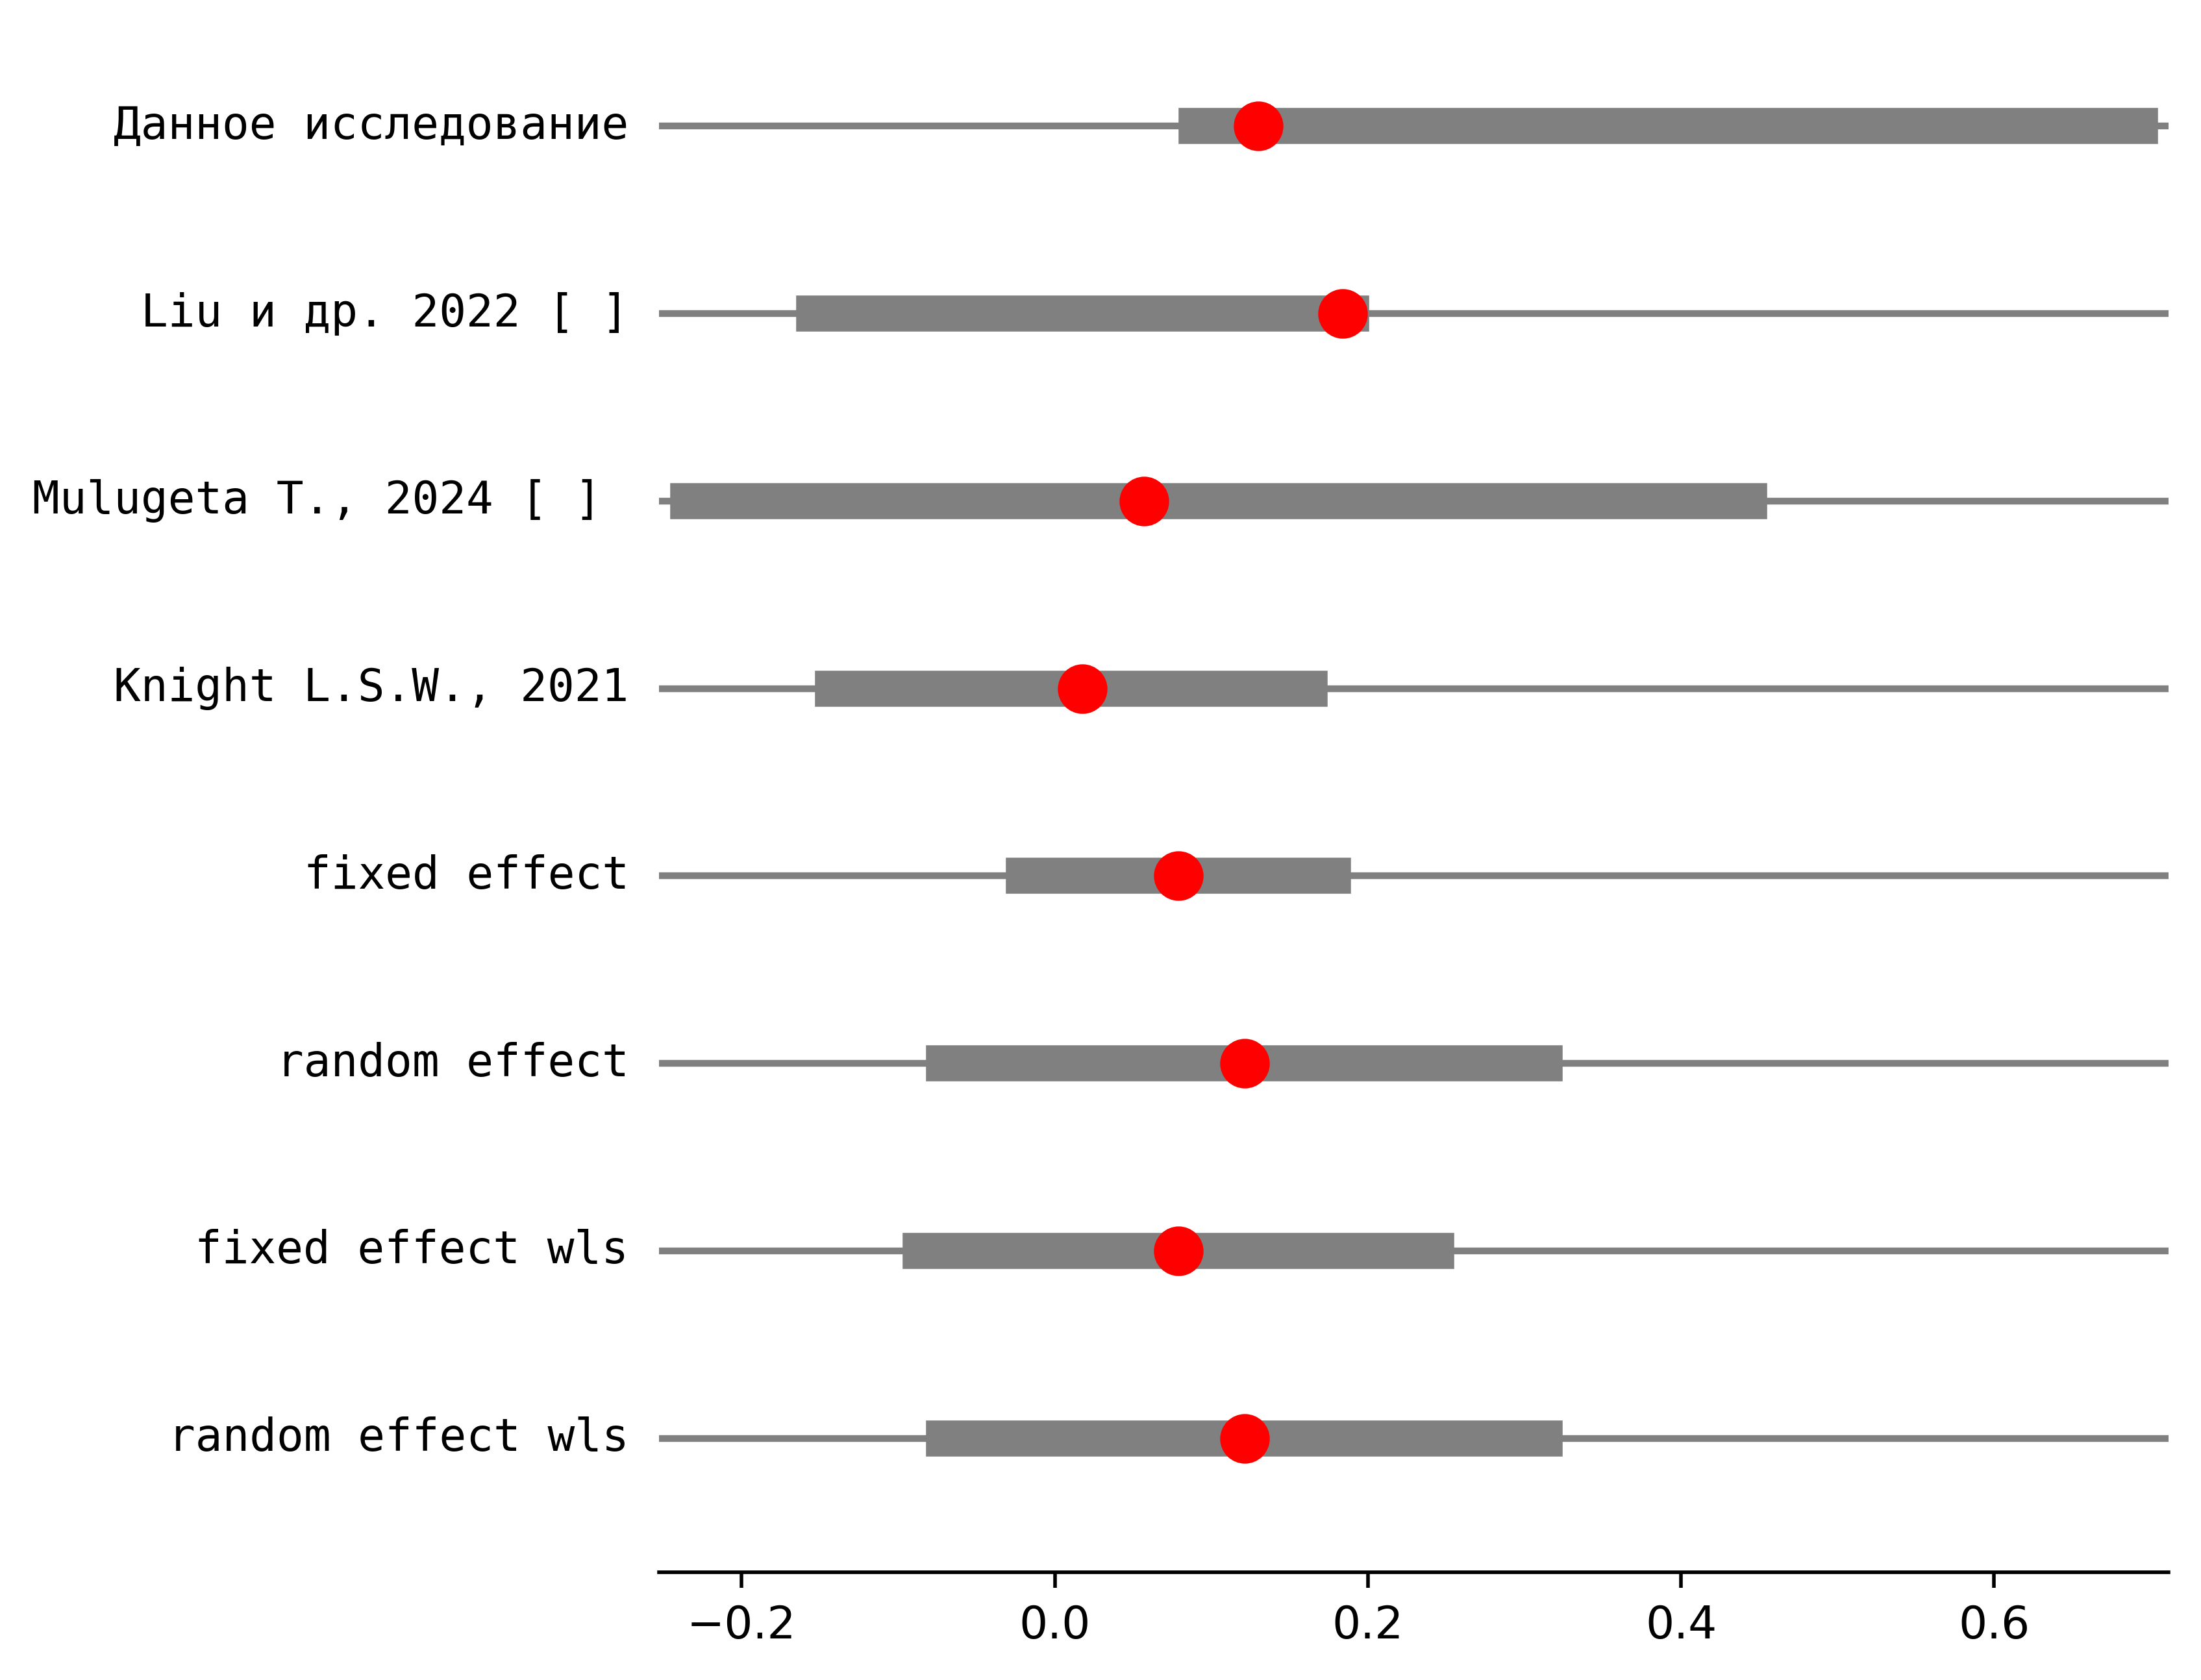 Данное исследование
Liu и др. 2022 [ ]
Mulugeta T., 2024 [ ]
Knight L.S.W., 2021
fixed effect
random effect
fixed effect wls
random effect wls
−0.2 0.0 0.2 0.4 0.6